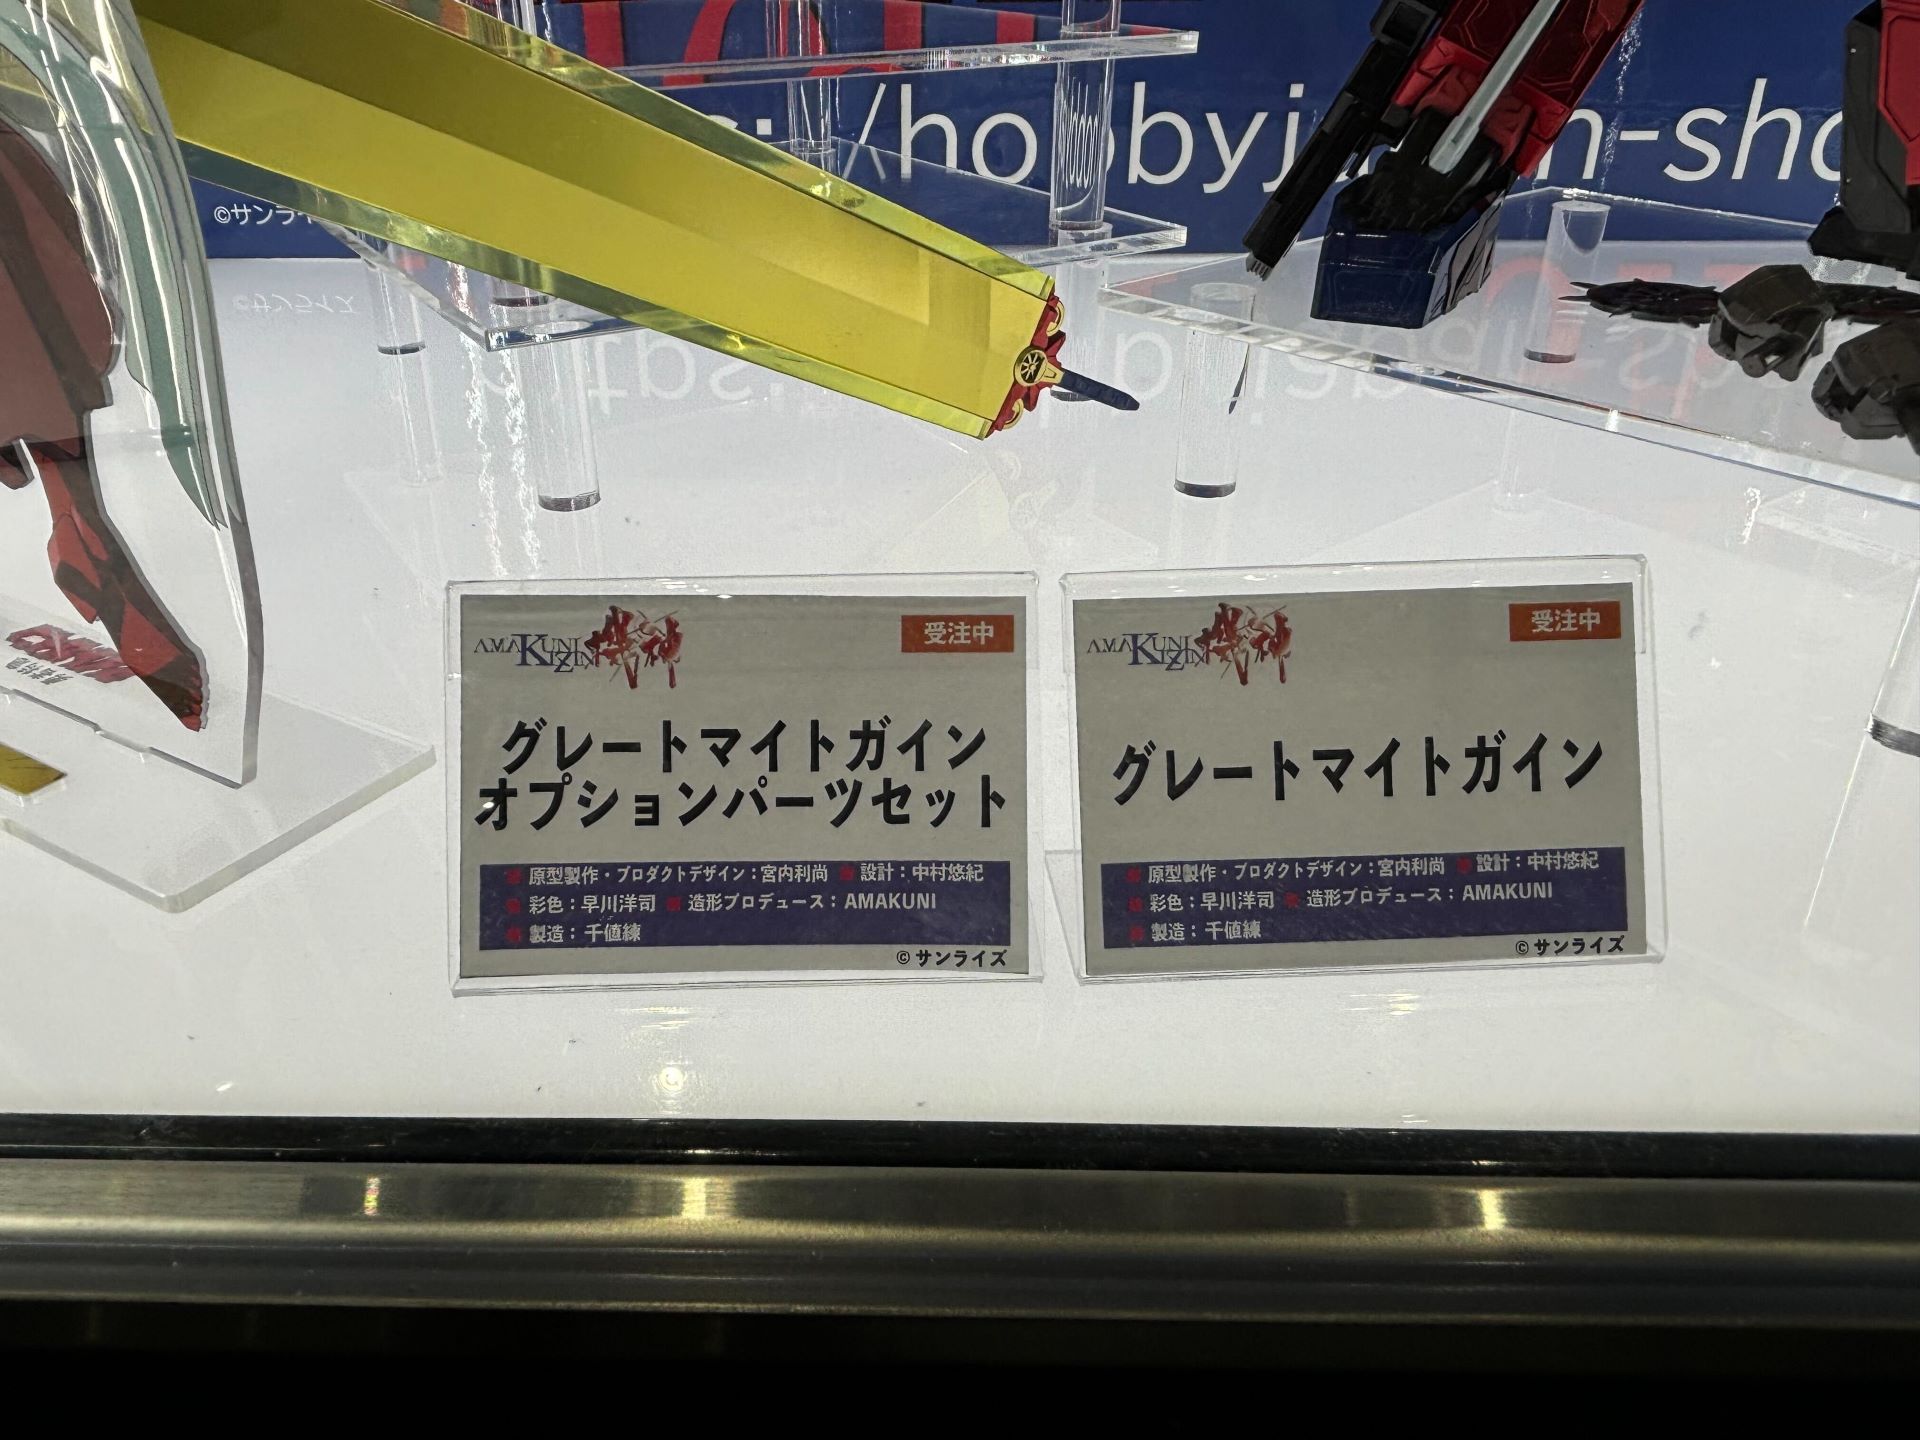 ://hobbyj
n-sho
©サンライ
AMAKUNI KIZIN 機神
受注中
グレートマイトガイン
オプションパーツセット
原型製作・プロダクトデザイン：宮内利尚 設計：中村悠紀
彩色：早川洋司 造形プロデュース：AMAKUNI
製造：千値練
©サンライズ
AMAKUNI KIZIN 機神
受注中
グレートマイトガイン
原型製作・プロダクトデザイン：宮内利尚 設計：中村悠紀
彩色：早川洋司 造形プロデュース：AMAKUNI
製造：千値練
©サンライズ